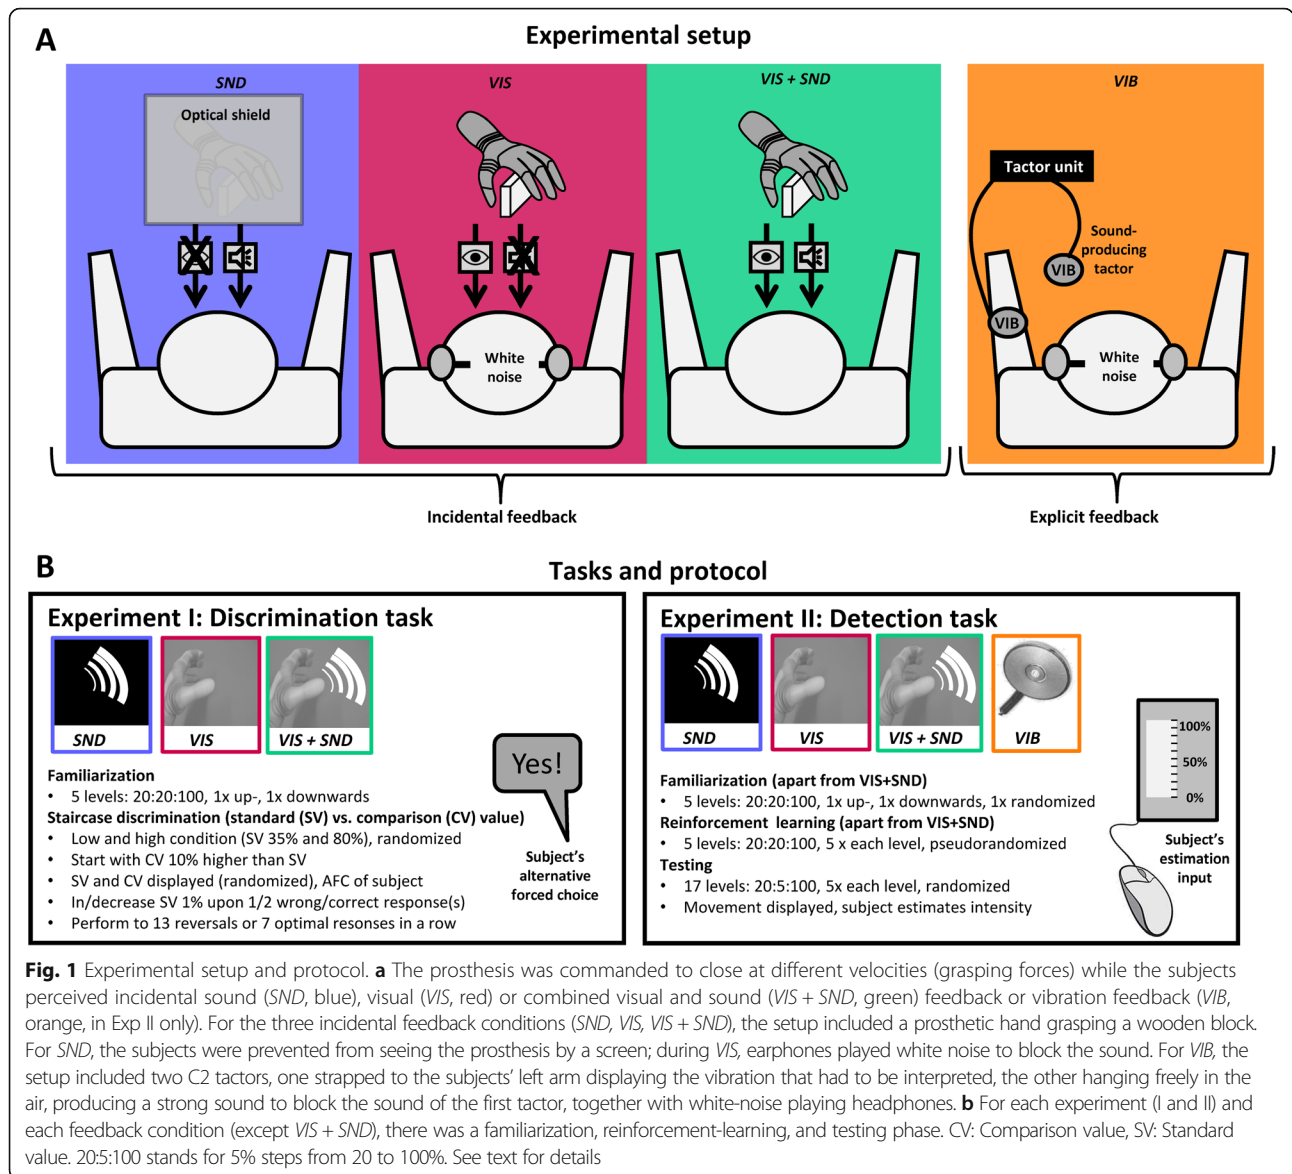 A
Experimental setup
SND
VIS
VIS + SND
VIB
Optical shield
White
noise
Tactor unit
Sound-
producing
tactor
VIB
VIB
White
noise
Incidental feedback
Explicit feedback
B
Tasks and protocol
Experiment I: Discrimination task
SND
VIS
VIS + SND
Familiarization
• 5 levels: 20:20:100, 1x up-, 1x downwards
Staircase discrimination (standard (SV) vs. comparison (CV) value)
• Low and high condition (SV 35% and 80%), randomized
• Start with CV 10% higher than SV
• SV and CV displayed (randomized), AFC of subject
• In/decrease SV 1% upon 1/2 wrong/correct response(s)
• Perform to 13 reversals or 7 optimal resonses in a row
Yes!
Subject's
alternative
forced choice
Experiment II: Detection task
SND
VIS
VIS + SND
VIB
Familiarization (apart from VIS+SND)
• 5 levels: 20:20:100, 1x up-, 1x downwards, 1x randomized
Reinforcement learning (apart from VIS+SND)
• 5 levels: 20:20:100, 5 x each level, pseudorandomized
Testing
• 17 levels: 20:5:100, 5x each level, randomized
• Movement displayed, subject estimates intensity
100%
50%
0%
Subject's
estimation
input
Fig. 1 Experimental setup and protocol. a The prosthesis was commanded to close at different velocities (grasping forces) while the subjects
perceived incidental sound (SND, blue), visual (VIS, red) or combined visual and sound (VIS + SND, green) feedback or vibration feedback (VIB,
orange, in Exp II only). For the three incidental feedback conditions (SND, VIS, VIS + SND), the setup included a prosthetic hand grasping a wooden block.
For SND, the subjects were prevented from seeing the prosthesis by a screen; during VIS, earphones played white noise to block the sound. For VIB, the
setup included two C2 tactors, one strapped to the subjects' left arm displaying the vibration that had to be interpreted, the other hanging freely in the
air, producing a strong sound to block the sound of the first tactor, together with white-noise playing headphones. b For each experiment (I and II) and
each feedback condition (except VIS + SND), there was a familiarization, reinforcement-learning, and testing phase. CV: Comparison value, SV: Standard
value. 20:5:100 stands for 5% steps from 20 to 100%. See text for details